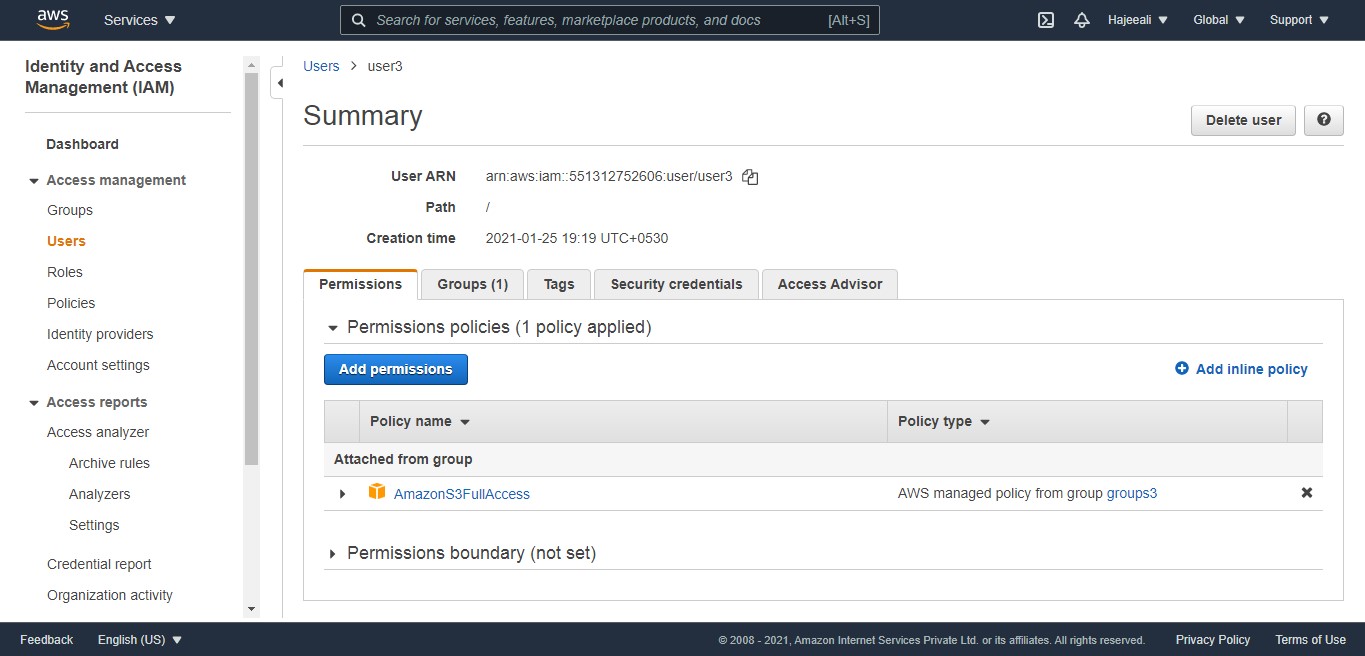 aws Services Search for services, features, marketplace products, and docs [Alt+S] Hajeeali Global Support
Identity and Access
Management (IAM)
Dashboard
Access management
Groups
Users
Roles
Policies
Identity providers
Account settings
Access reports
Access analyzer
Archive rules
Analyzers
Settings
Credential report
Organization activity
Users > user3
Summary
Delete user
User ARN arn:aws:iam::551312752606:user/user3
Path /
Creation time 2021-01-25 19:19 UTC+0530
Permissions Groups (1) Tags Security credentials Access Advisor
Permissions policies (1 policy applied)
Add permissions Add inline policy
Policy name Policy type
Attached from group
AmazonS3FullAccess AWS managed policy from group groups3
Permissions boundary (not set)
Feedback English (US) © 2008 - 2021, Amazon Internet Services Private Ltd. or its affiliates. All rights reserved. Privacy Policy Terms of Use